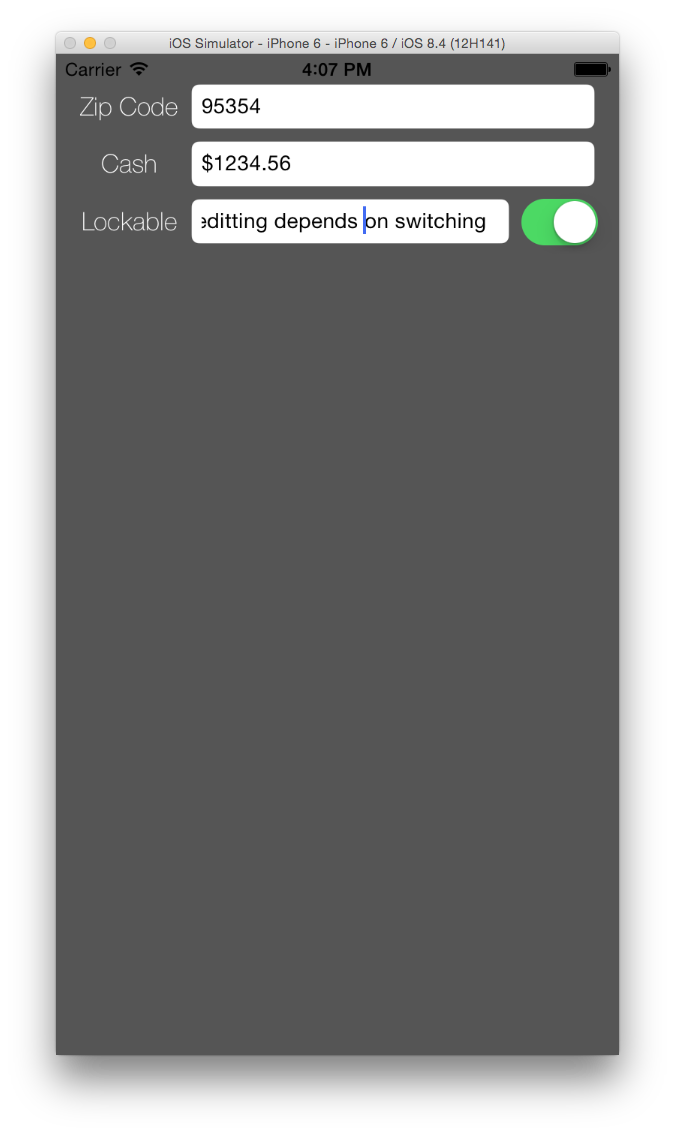 iOS Simulator - iPhone 6 - iPhone 6 / iOS 8.4 (12H141)
Carrier 4:07 PM
Zip Code 95354
Cash $1234.56
Lockable editting depends on switching